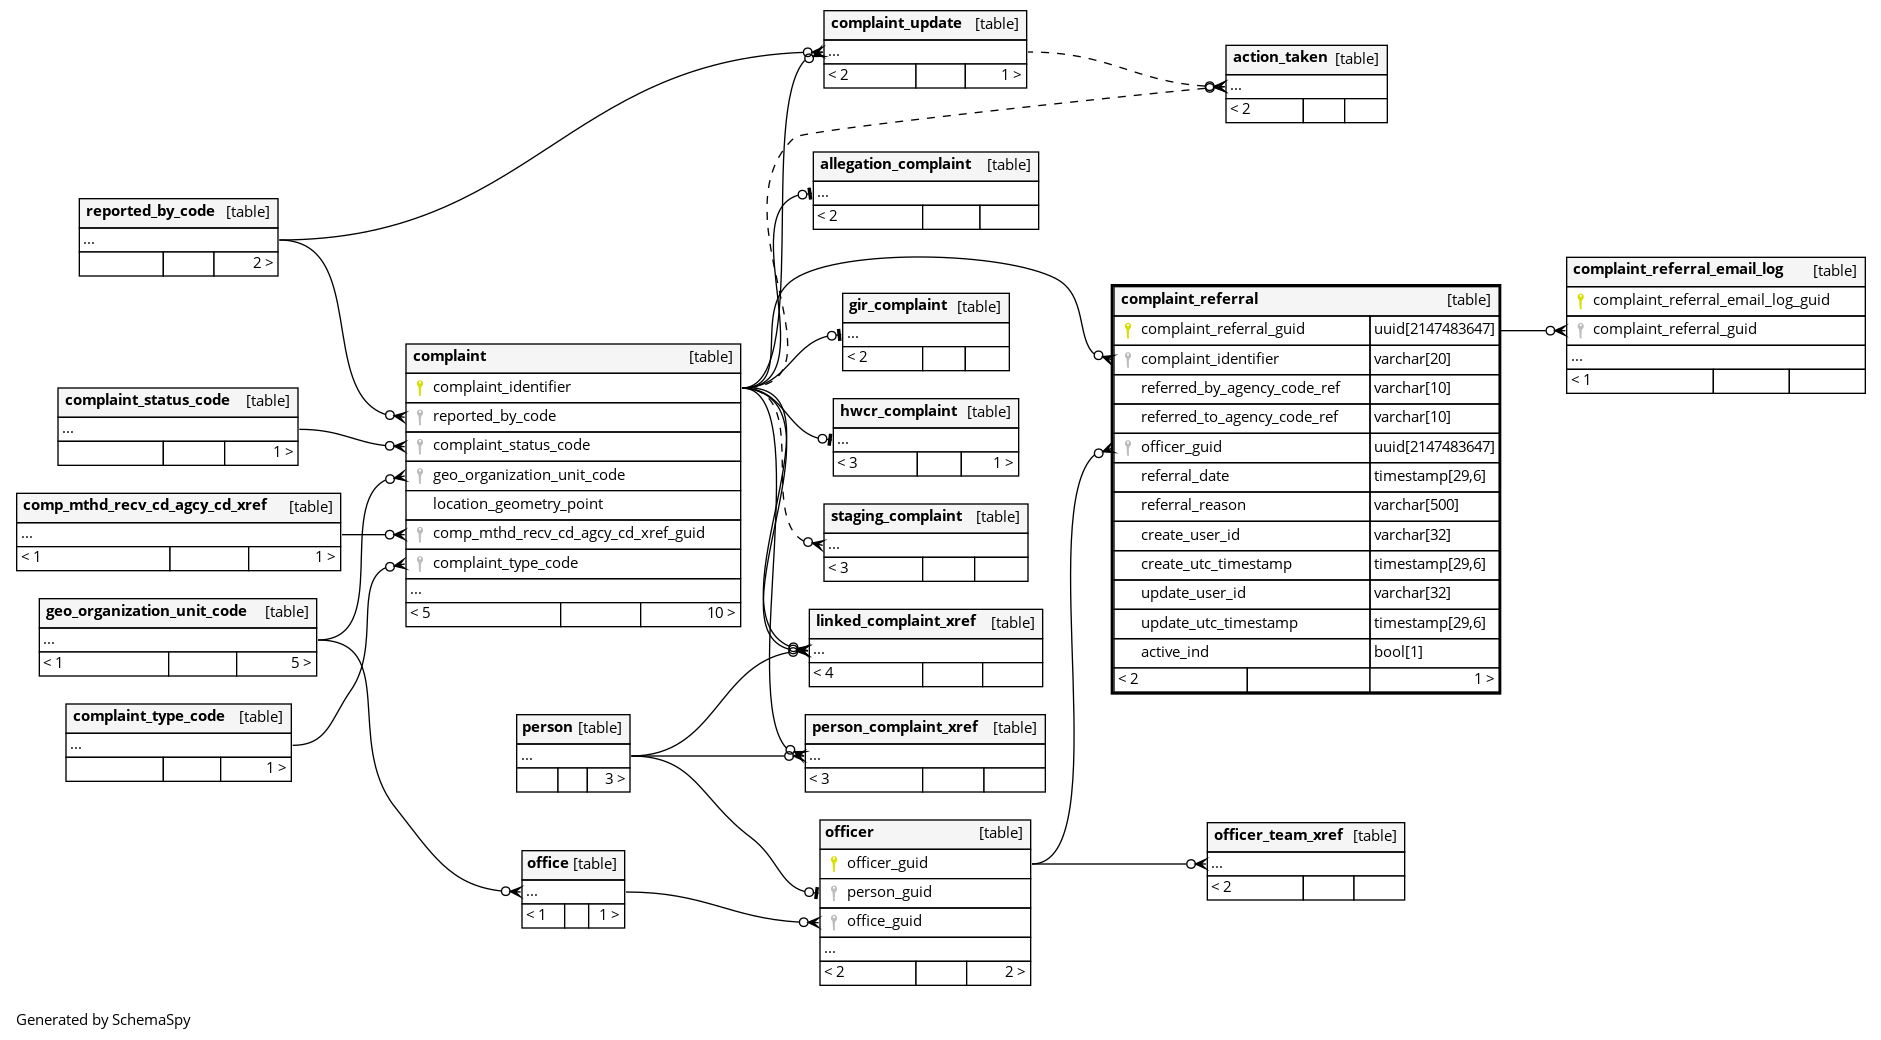 complaint_update [table]
...
< 2 1 >
action_taken [table]
...
< 2
allegation_complaint [table]
...
< 2
reported_by_code [table]
...
2 >
complaint_referral_email_log [table]
complaint_referral_email_log_guid
complaint_referral_guid
...
< 1
gir_complaint [table]
...
< 2
complaint_referral [table]
complaint_referral_guid uuid[2147483647]
complaint_identifier varchar[20]
referred_by_agency_code_ref varchar[10]
referred_to_agency_code_ref varchar[10]
officer_guid uuid[2147483647]
referral_date timestamp[29,6]
referral_reason varchar[500]
create_user_id varchar[32]
create_utc_timestamp timestamp[29,6]
update_user_id varchar[32]
update_utc_timestamp timestamp[29,6]
active_ind bool[1]
< 2 1 >
complaint [table]
complaint_identifier
reported_by_code
complaint_status_code
geo_organization_unit_code
location_geometry_point
comp_mthd_recv_cd_agcy_cd_xref_guid
complaint_type_code
...
< 5 10 >
complaint_status_code [table]
...
1 >
hwcr_complaint [table]
...
< 3 1 >
comp_mthd_recv_cd_agcy_cd_xref [table]
...
< 1 1 >
staging_complaint [table]
...
< 3
geo_organization_unit_code [table]
...
< 1 5 >
linked_complaint_xref [table]
...
< 4
complaint_type_code [table]
...
1 >
person [table]
...
3 >
person_complaint_xref [table]
...
< 3
officer [table]
officer_guid
person_guid
office_guid
...
< 2 2 >
officer_team_xref [table]
...
< 2
office [table]
...
< 1 1 >
Generated by SchemaSpy